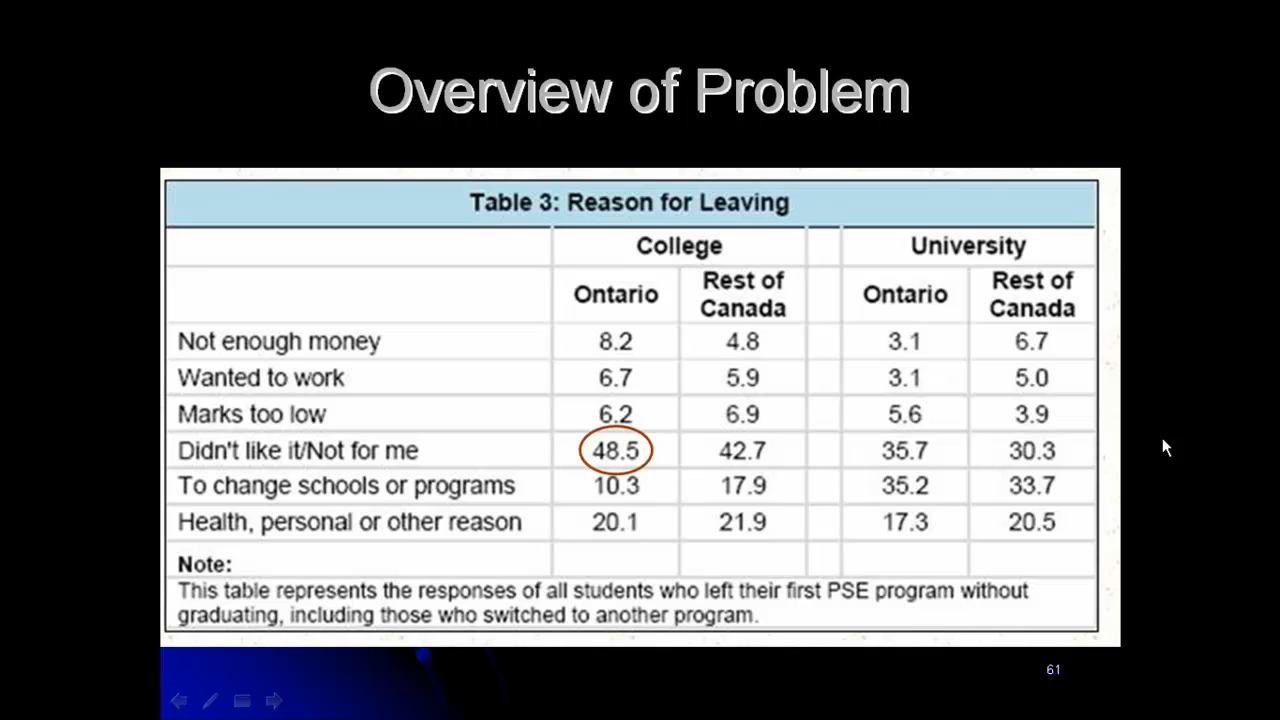 Overview of Problem
Table 3: Reason for Leaving
College University
Ontario Rest of Canada Ontario Rest of Canada
Not enough money 8.2 4.8 3.1 6.7
Wanted to work 6.7 5.9 3.1 5.0
Marks too low 6.2 6.9 5.6 3.9
Didn't like it/Not for me 48.5 42.7 35.7 30.3
To change schools or programs 10.3 17.9 35.2 33.7
Health, personal or other reason 20.1 21.9 17.3 20.5
Note:
This table represents the responses of all students who left their first PSE program without
graduating, including those who switched to another program.
61